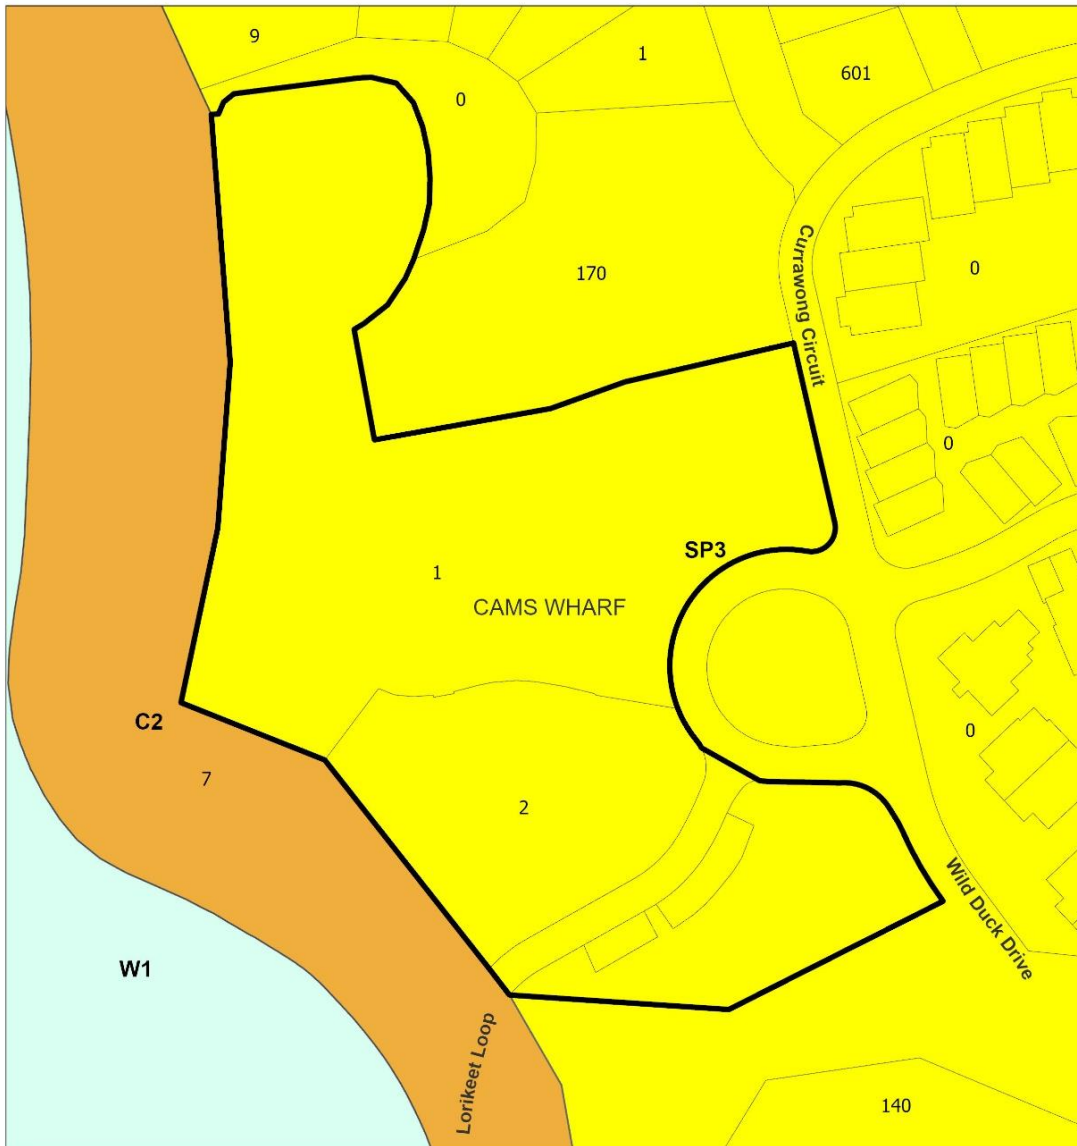 9
1
601
0
Currawong Circuit
170
0
0
SP3
1
CAMS WHARF
C2
0
7
2
Wild Duck Drive
W1
Lorikeet Loop
140